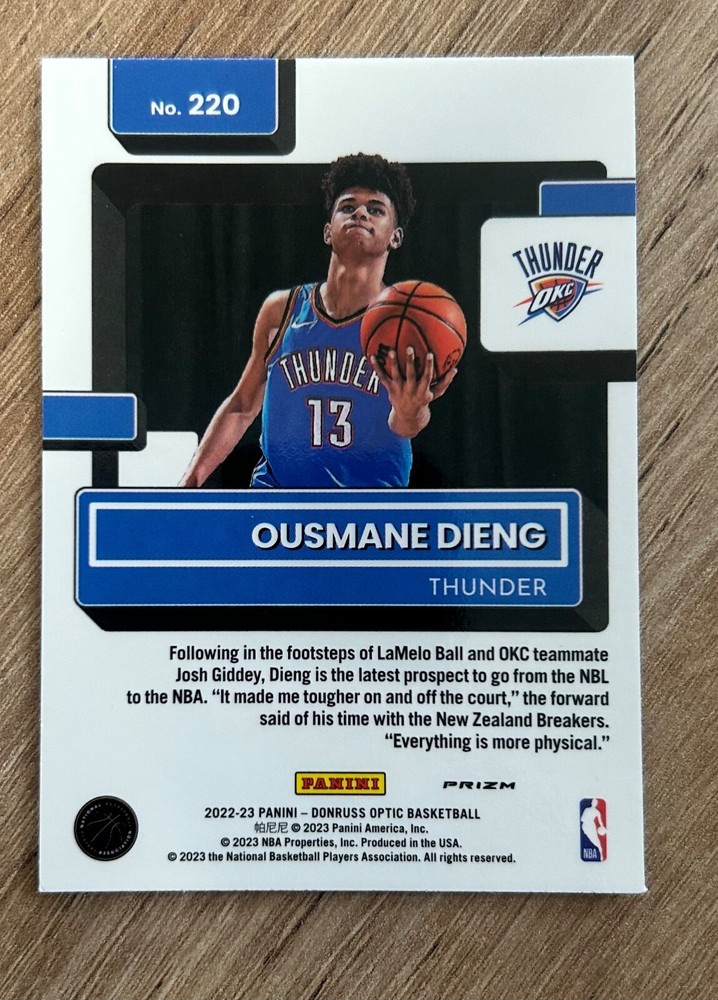 No. 220
THUNDER
OKC
THUNDER
13
OUSMANE DIENG
THUNDER
Following in the footsteps of LaMelo Ball and OKC teammate
Josh Giddey, Dieng is the latest prospect to go from the NBL
to the NBA. “It made me tougher on and off the court,” the forward
said of his time with the New Zealand Breakers.
“Everything is more physical.”
PANINI
PRIZM
2022-23 PANINI – DONRUSS OPTIC BASKETBALL
帕尼尼 © 2023 Panini America, Inc.
© 2023 NBA Properties, Inc. Produced in the USA.
© 2023 the National Basketball Players Association. All rights reserved.
NBA